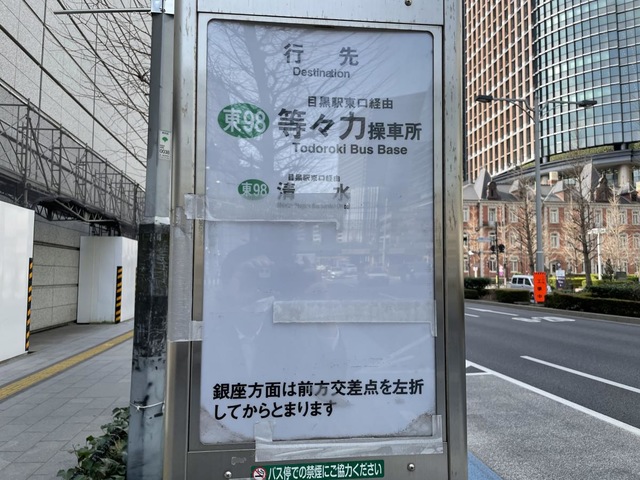 行 先
Destination
目黒駅東口経由
東98 等々力操車所
Todoroki Bus Base
目黒駅東口経由
東98 清 水
銀座方面は前方交差点を左折
してからとまります
バス停での禁煙にご協力ください